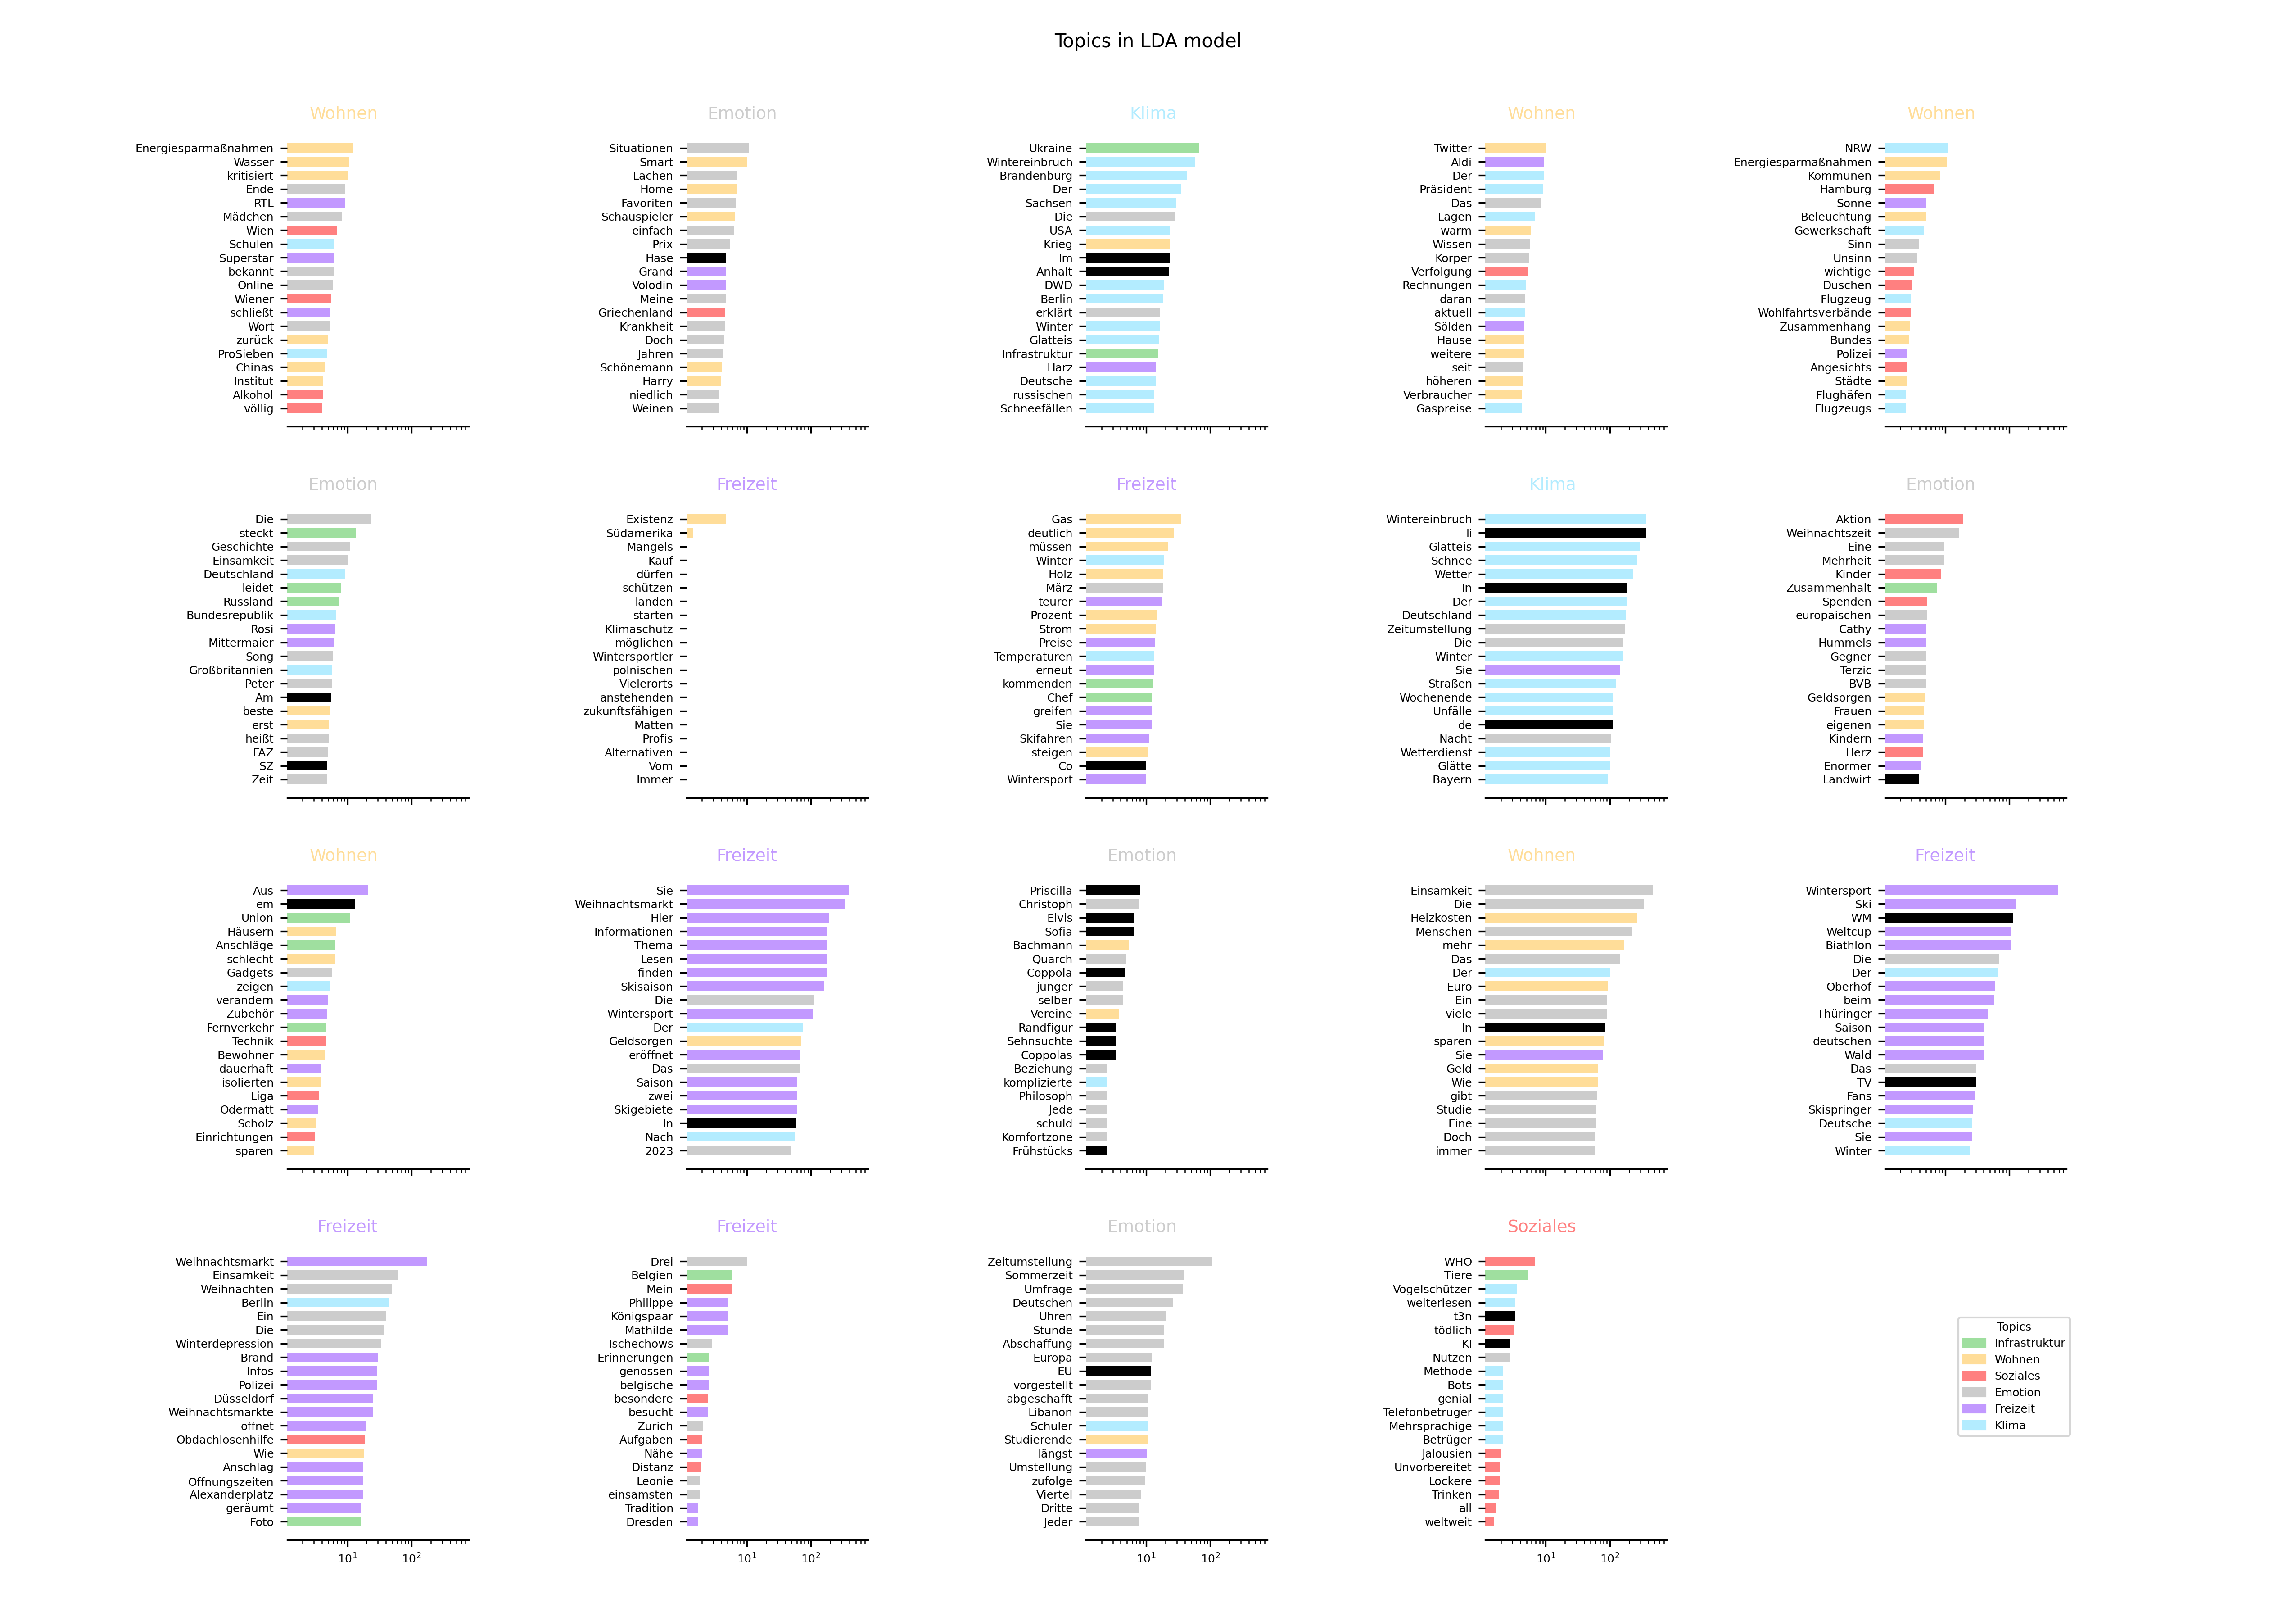 Topics in LDA model
Wohnen
Energiesparmaßnahmen
Wasser
kritisiert
Ende
RTL
Mädchen
Wien
Schulen
Superstar
bekannt
Online
Wiener
schließt
Wort
zurück
ProSieben
Chinas
Institut
Alkohol
völlig
Emotion
Situationen
Smart
Lachen
Home
Favoriten
Schauspieler
einfach
Prix
Hase
Grand
Volodin
Meine
Griechenland
Krankheit
Doch
Jahren
Schönemann
Harry
niedlich
Weinen
Klima
Ukraine
Wintereinbruch
Brandenburg
Der
Sachsen
Die
USA
Krieg
Im
Anhalt
DWD
Berlin
erklärt
Winter
Glatteis
Infrastruktur
Harz
Deutsche
russischen
Schneefällen
Wohnen
Twitter
Aldi
Der
Präsident
Das
Lagen
warm
Wissen
Körper
Verfolgung
Rechnungen
daran
aktuell
Sölden
Hause
weitere
seit
höheren
Verbraucher
Gaspreise
Wohnen
NRW
Energiesparmaßnahmen
Kommunen
Hamburg
Sonne
Beleuchtung
Gewerkschaft
Sinn
Unsinn
wichtige
Duschen
Flugzeug
Wohlfahrtsverbände
Zusammenhang
Bundes
Polizei
Angesichts
Städte
Flughäfen
Flugzeugs
Emotion
Die
steckt
Geschichte
Einsamkeit
Deutschland
leidet
Russland
Bundesrepublik
Rosi
Mittermaier
Song
Großbritannien
Peter
Am
beste
erst
heißt
FAZ
SZ
Zeit
Freizeit
Existenz
Südamerika
Mangels
Kauf
dürfen
schützen
landen
starten
Klimaschutz
möglichen
Wintersportler
polnischen
Vielerorts
anstehenden
zukunftsfähigen
Matten
Profis
Alternativen
Vom
Immer
Freizeit
Gas
deutlich
müssen
Winter
Holz
März
teurer
Prozent
Strom
Preise
Temperaturen
erneut
kommenden
Chef
greifen
Sie
Skifahren
steigen
Co
Wintersport
Klima
Wintereinbruch
li
Glatteis
Schnee
Wetter
In
Der
Deutschland
Zeitumstellung
Die
Winter
Sie
Straßen
Wochenende
Unfälle
de
Nacht
Wetterdienst
Glätte
Bayern
Emotion
Aktion
Weihnachtszeit
Eine
Mehrheit
Kinder
Zusammenhalt
Spenden
europäischen
Cathy
Hummels
Gegner
Terzic
BVB
Geldsorgen
Frauen
eigenen
Kindern
Herz
Enormer
Landwirt
Wohnen
Aus
em
Union
Häusern
Anschläge
schlecht
Gadgets
zeigen
verändern
Zubehör
Fernverkehr
Technik
Bewohner
dauerhaft
isolierten
Liga
Odermatt
Scholz
Einrichtungen
sparen
Freizeit
Sie
Weihnachtsmarkt
Hier
Informationen
Thema
Lesen
finden
Skisaison
Die
Wintersport
Der
Geldsorgen
eröffnet
Das
Saison
zwei
Skigebiete
In
Nach
2023
Emotion
Priscilla
Christoph
Elvis
Sofia
Bachmann
Quarch
Coppola
junger
selber
Vereine
Randfigur
Sehnsüchte
Coppolas
Beziehung
komplizierte
Philosoph
Jede
schuld
Komfortzone
Frühstücks
Wohnen
Einsamkeit
Die
Heizkosten
Menschen
mehr
Das
Der
Euro
Ein
viele
In
sparen
Sie
Geld
Wie
gibt
Studie
Eine
Doch
immer
Freizeit
Wintersport
Ski
WM
Weltcup
Biathlon
Die
Der
Oberhof
beim
Thüringer
Saison
deutschen
Wald
Das
TV
Fans
Skispringer
Deutsche
Sie
Winter
Freizeit
Weihnachtsmarkt
Einsamkeit
Weihnachten
Berlin
Ein
Die
Winterdepression
Brand
Infos
Polizei
Düsseldorf
Weihnachtsmärkte
öffnet
Obdachlosenhilfe
Wie
Anschlag
Öffnungszeiten
Alexanderplatz
geräumt
Foto
10¹ 10²
Freizeit
Drei
Belgien
Mein
Philippe
Königspaar
Mathilde
Tschechows
Erinnerungen
genossen
belgische
besondere
besucht
Zürich
Aufgaben
Nähe
Distanz
Leonie
einsamsten
Tradition
Dresden
10¹ 10²
Emotion
Zeitumstellung
Sommerzeit
Umfrage
Deutschen
Uhren
Stunde
Abschaffung
Europa
EU
vorgestellt
abgeschafft
Libanon
Schüler
Studierende
längst
Umstellung
zufolge
Viertel
Dritte
Jeder
10¹ 10²
Soziales
WHO
Tiere
Vogelschützer
weiterlesen
t3n
tödlich
KI
Nutzen
Methode
Bots
genial
Telefonbetrüger
Mehrsprachige
Betrüger
Jalousien
Unvorbereitet
Lockere
Trinken
all
weltweit
10¹ 10²
Topics
Infrastruktur
Wohnen
Soziales
Emotion
Freizeit
Klima